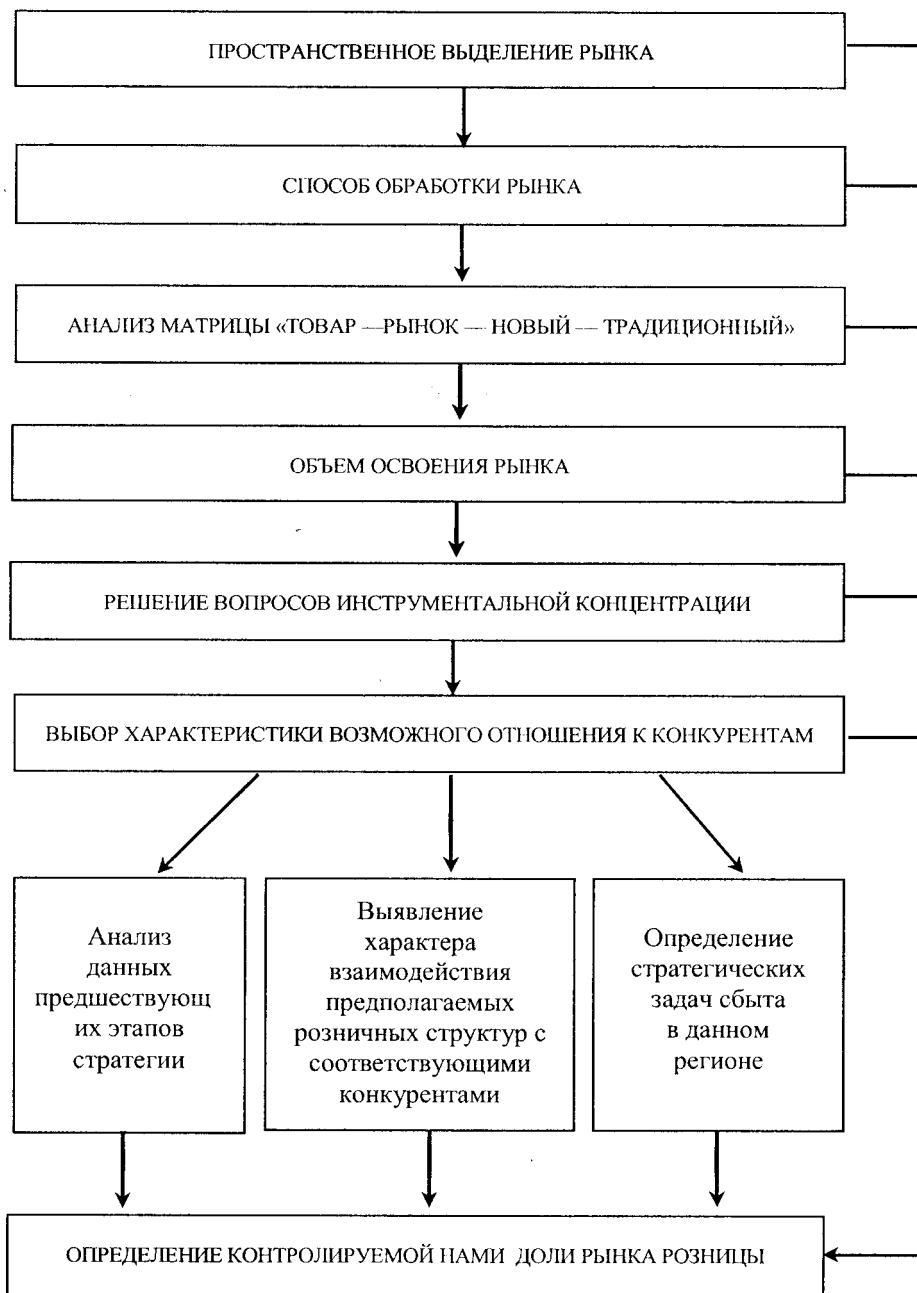 ПРОСТРАНСТВЕННОЕ ВЫДЕЛЕНИЕ РЫНКА
СПОСОБ ОБРАБОТКИ РЫНКА
АНАЛИЗ МАТРИЦЫ «ТОВАР —РЫНОК — НОВЫЙ — ТРАДИЦИОННЫЙ»
ОБЪЕМ ОСВОЕНИЯ РЫНКА
РЕШЕНИЕ ВОПРОСОВ ИНСТРУМЕНТАЛЬНОЙ КОНЦЕНТРАЦИИ
ВЫБОР ХАРАКТЕРИСТИКИ ВОЗМОЖНОГО ОТНОШЕНИЯ К КОНКУРЕНТАМ
Анализ
данных
предшествующ
их этапов
стратегии
Выявление
характера
взаимодействия
предполагаемых
розничных структур с
соответствующими
конкурентами
Определение
стратегических
задач сбыта
в данном
регионе
ОПРЕДЕЛЕНИЕ КОНТРОЛИРУЕМОЙ НАМИ ДОЛИ РЫНКА РОЗНИЦЫ